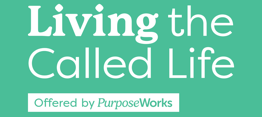 Living the
Called Life
Offered by PurposeWorks